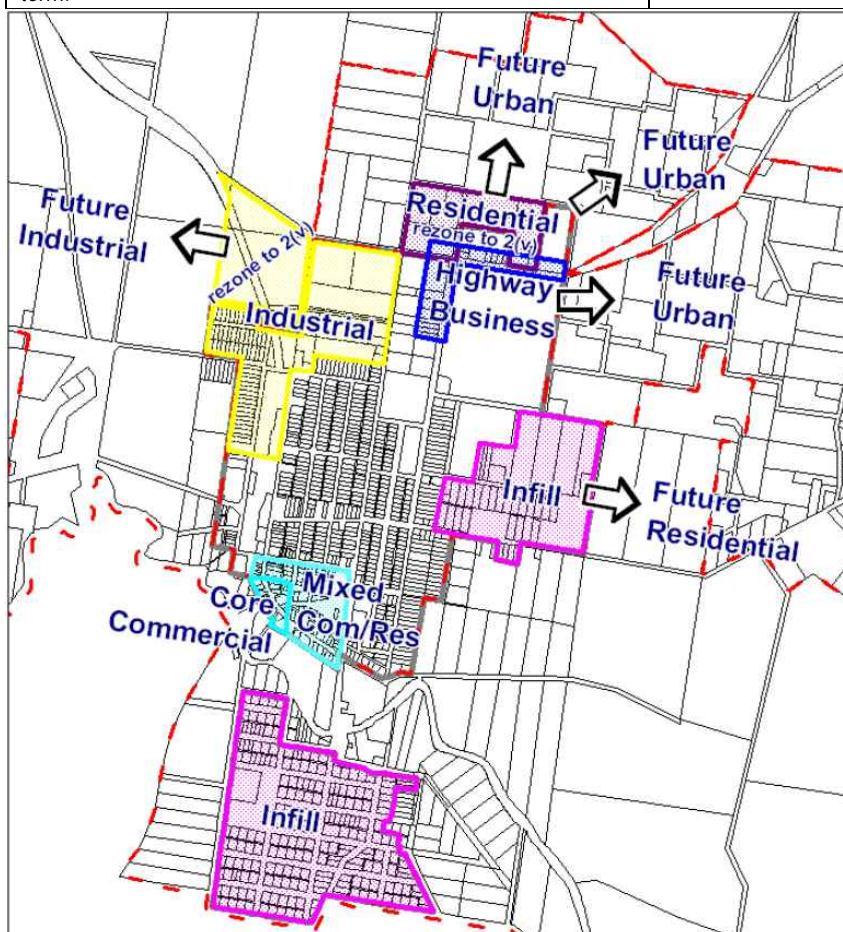 term.
Future
Urban
Future
Urban
Future
Industrial
rezone to 2(v)
Residential
rezone to 2(v)
Highway
Business
Future
Urban
Industrial
Infill
Future
Residential
Mixed
Com/Res
Core
Commercial
Infill